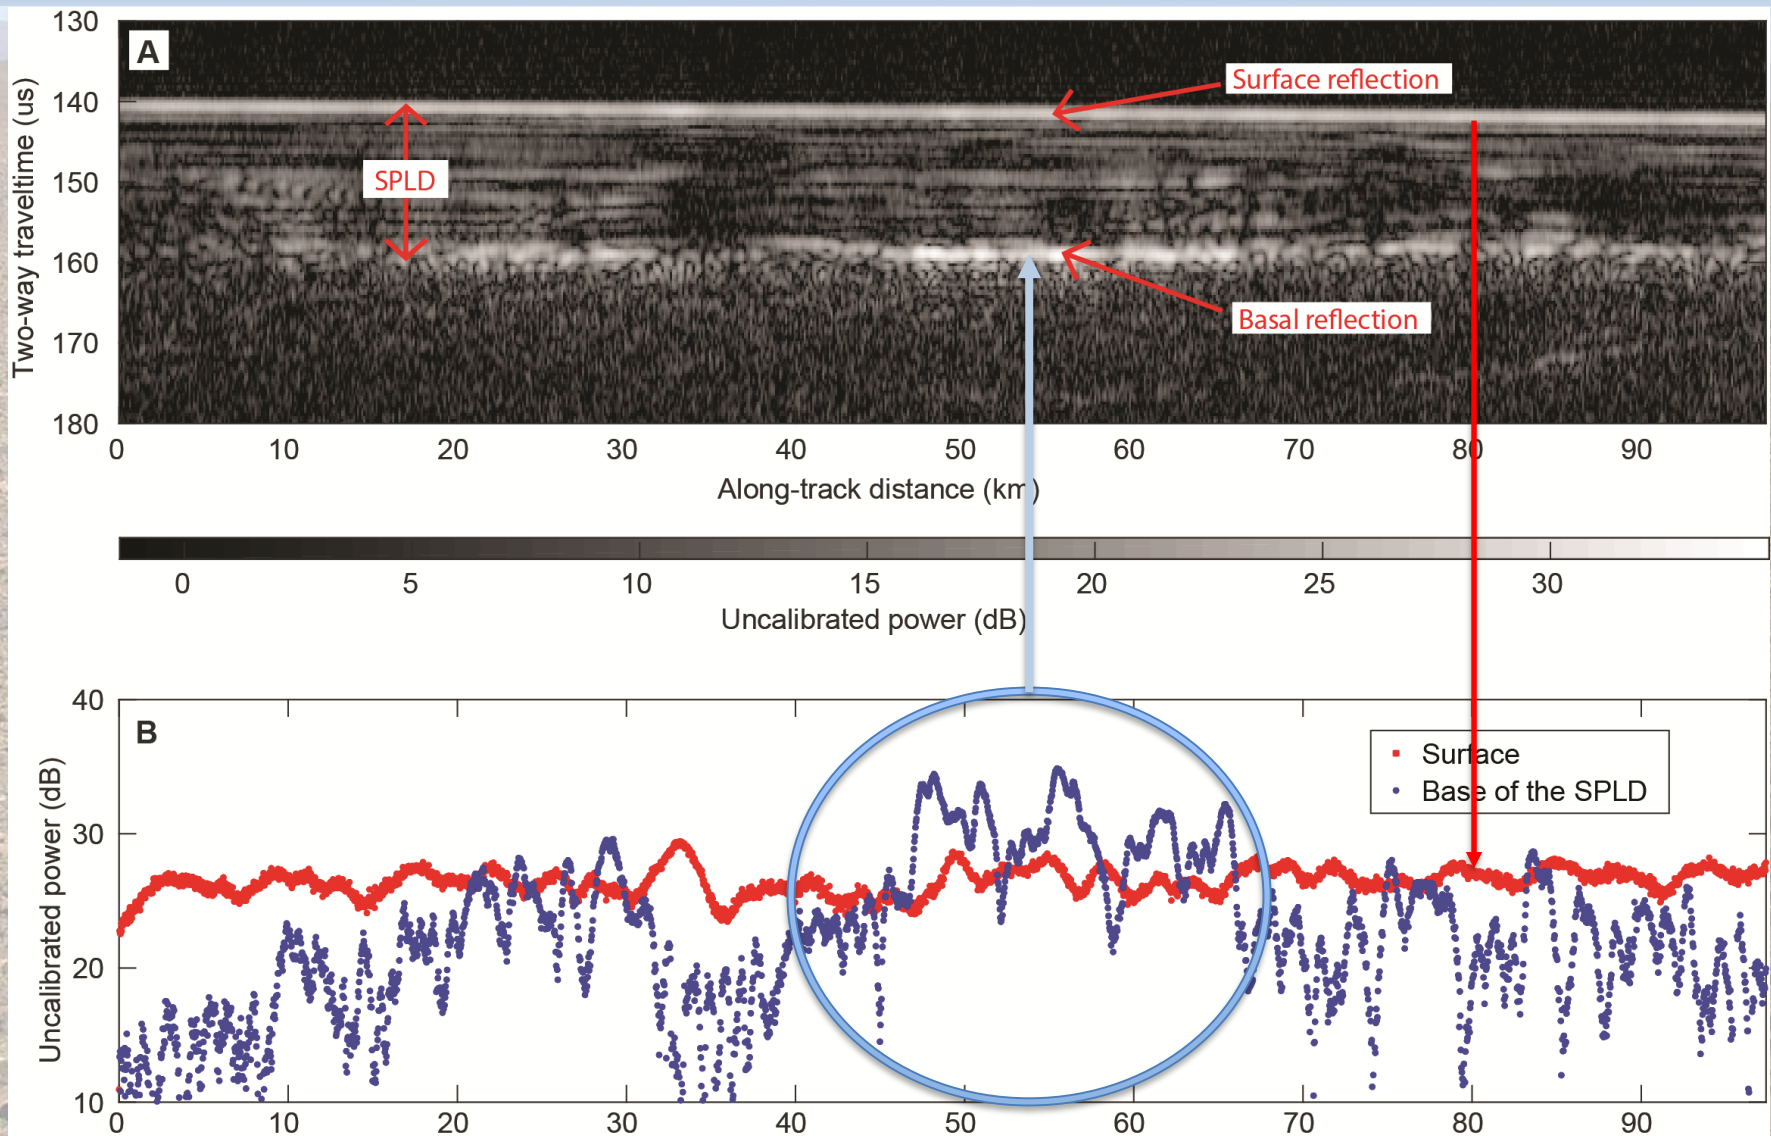 A
130
140
150
160
170
180
Two-way traveltime (us)
Surface reflection
SPLD
Basal reflection
0 10 20 30 40 50 60 70 80 90
Along-track distance (km)
0 5 10 15 20 25 30
Uncalibrated power (dB)
B
40
30
20
10
Uncalibrated power (dB)
Surface
Base of the SPLD
0 10 20 30 40 50 60 70 80 90